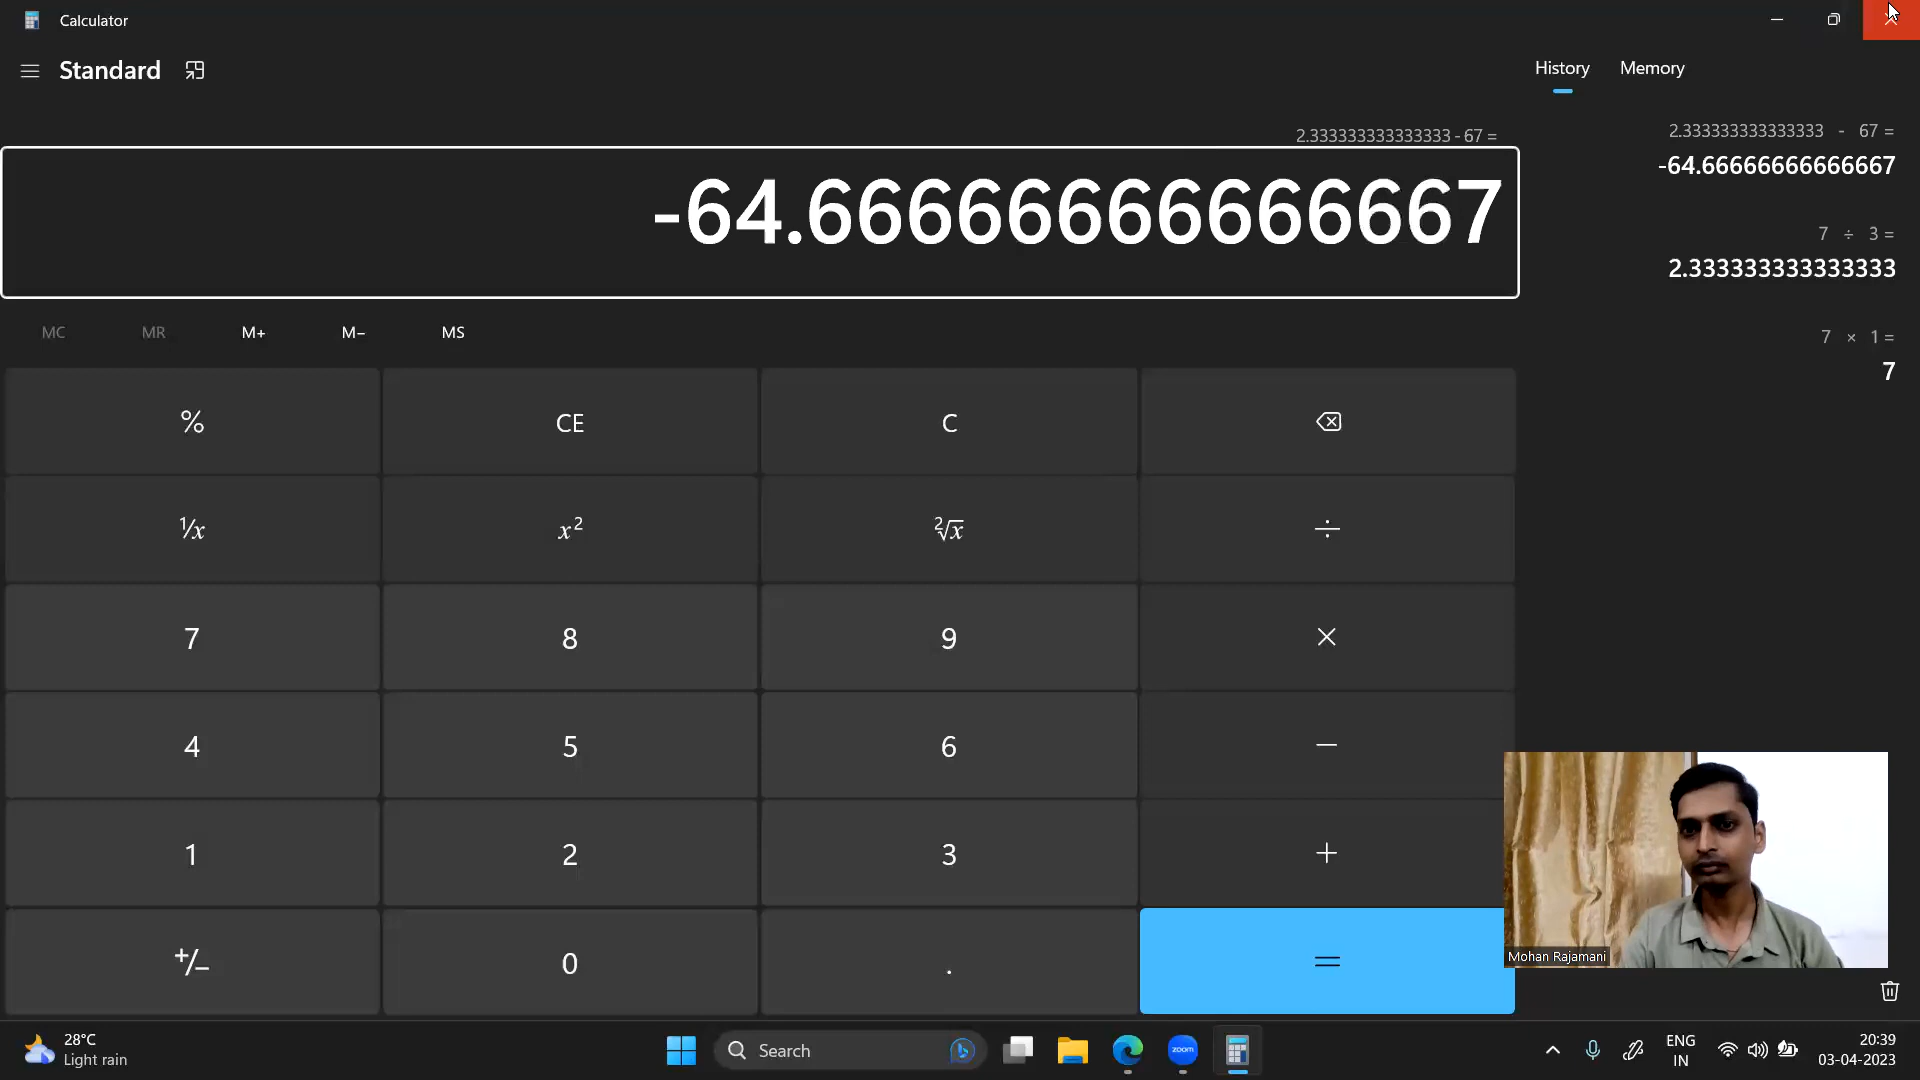 Calculator
Standard
History Memory
2.333333333333333 - 67 =
-64.66666666666667
2.333333333333333 - 67 =
-64.66666666666667
7 ÷ 3 =
2.333333333333333
7 × 1 =
7
MC MR M+ M− MS
% CE C
¹/x x² ²√x ÷
7 8 9 ×
4 5 6 −
1 2 3 +
+/− 0 . =
Mohan Rajamani
28°C
Light rain
Search
zoom
ENG
IN
20:39
03-04-2023